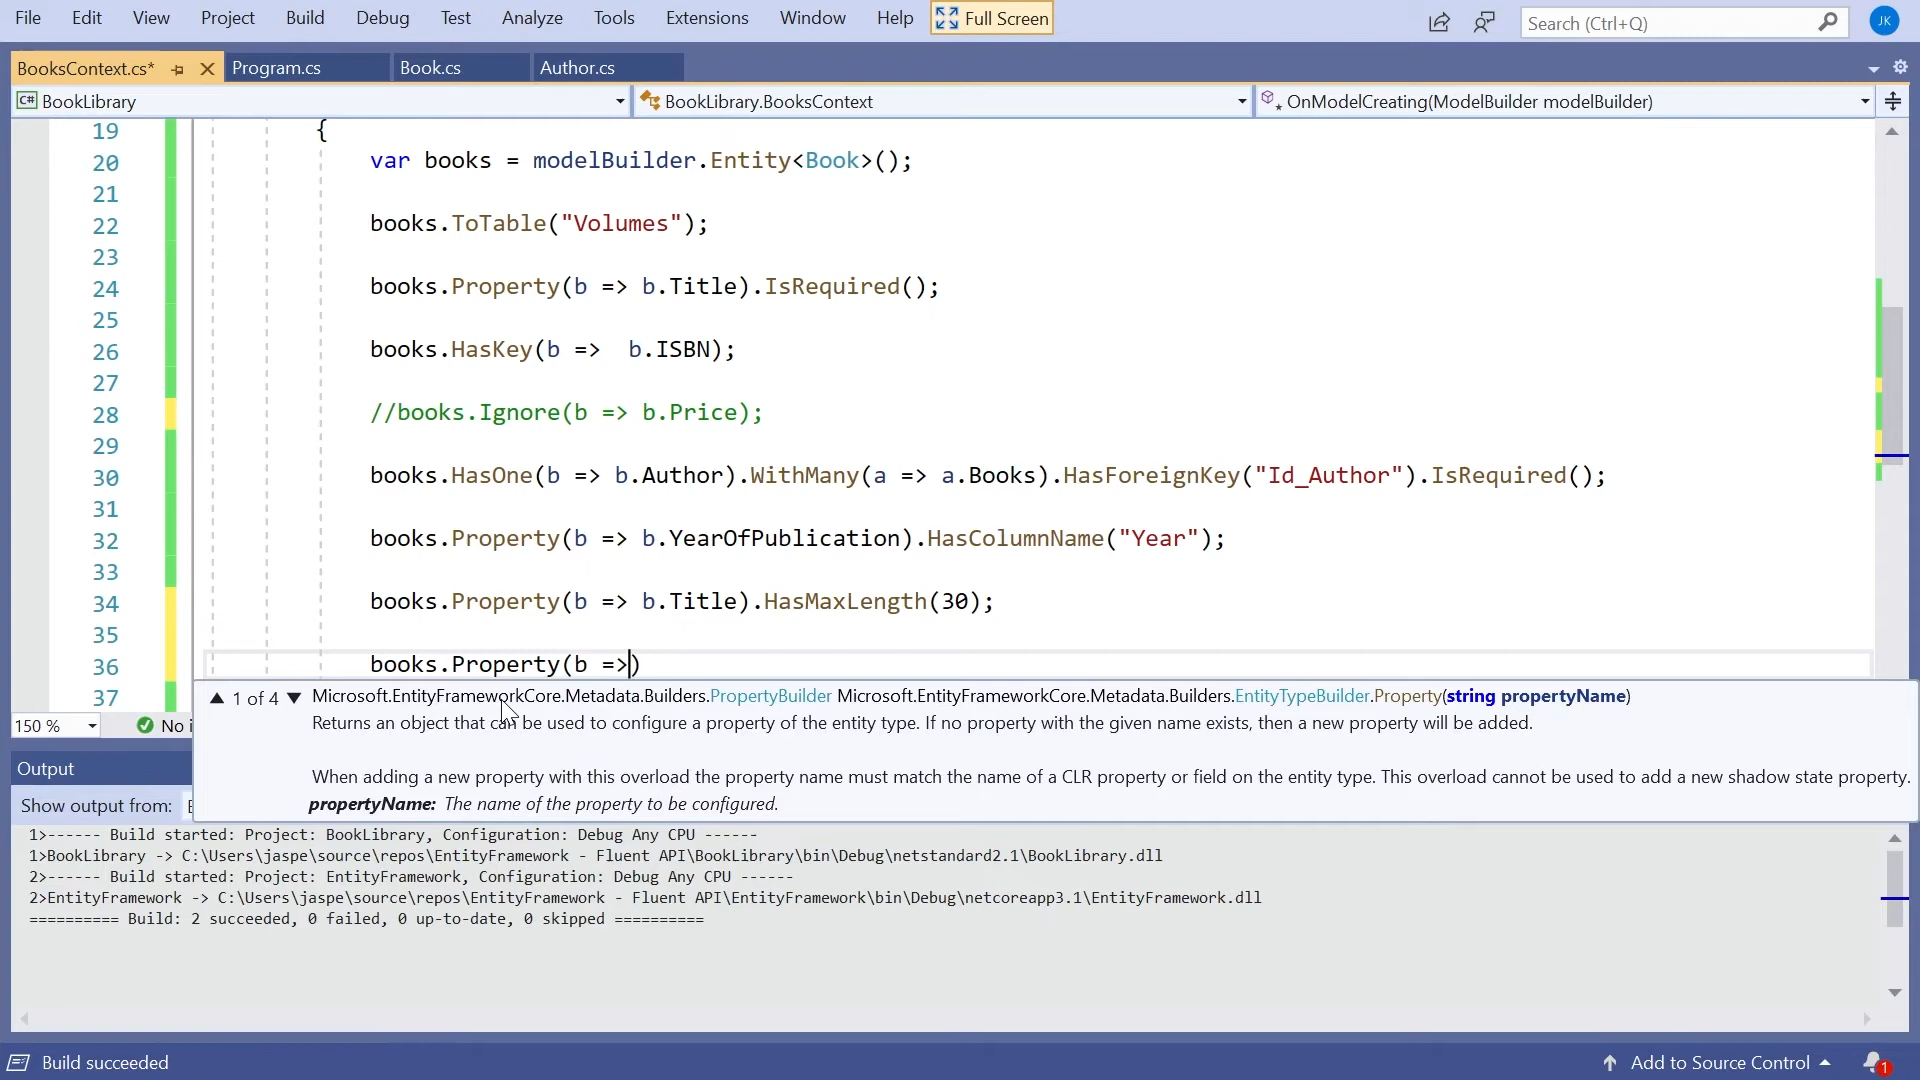 File Edit View Project Build Debug Test Analyze Tools Extensions Window Help Full Screen Search (Ctrl+Q) JK
BooksContext.cs* Program.cs Book.cs Author.cs
C# BookLibrary BookLibrary.BooksContext OnModelCreating(ModelBuilder modelBuilder)
19 {
20 var books = modelBuilder.Entity<Book>();
21
22 books.ToTable("Volumes");
23
24 books.Property(b => b.Title).IsRequired();
25
26 books.HasKey(b =>  b.ISBN);
27
28 //books.Ignore(b => b.Price);
29
30 books.HasOne(b => b.Author).WithMany(a => a.Books).HasForeignKey("Id_Author").IsRequired();
31
32 books.Property(b => b.YearOfPublication).HasColumnName("Year");
33
34 books.Property(b => b.Title).HasMaxLength(30);
35
36 books.Property(b =>)
37 ▲ 1 of 4 ▼ Microsoft.EntityFrameworkCore.Metadata.Builders.PropertyBuilder Microsoft.EntityFrameworkCore.Metadata.Builders.EntityTypeBuilder.Property(string propertyName)
150 % No i Returns an object that can be used to configure a property of the entity type. If no property with the given name exists, then a new property will be added.
Output When adding a new property with this overload the property name must match the name of a CLR property or field on the entity type. This overload cannot be used to add a new shadow state property.
Show output from: propertyName: The name of the property to be configured.
1>------ Build started: Project: BookLibrary, Configuration: Debug Any CPU ------
1>BookLibrary -> C:\Users\jaspe\source\repos\EntityFramework - Fluent API\BookLibrary\bin\Debug\netstandard2.1\BookLibrary.dll
2>------ Build started: Project: EntityFramework, Configuration: Debug Any CPU ------
2>EntityFramework -> C:\Users\jaspe\source\repos\EntityFramework - Fluent API\EntityFramework\bin\Debug\netcoreapp3.1\EntityFramework.dll
========== Build: 2 succeeded, 0 failed, 0 up-to-date, 0 skipped ==========
Build succeeded Add to Source Control 1